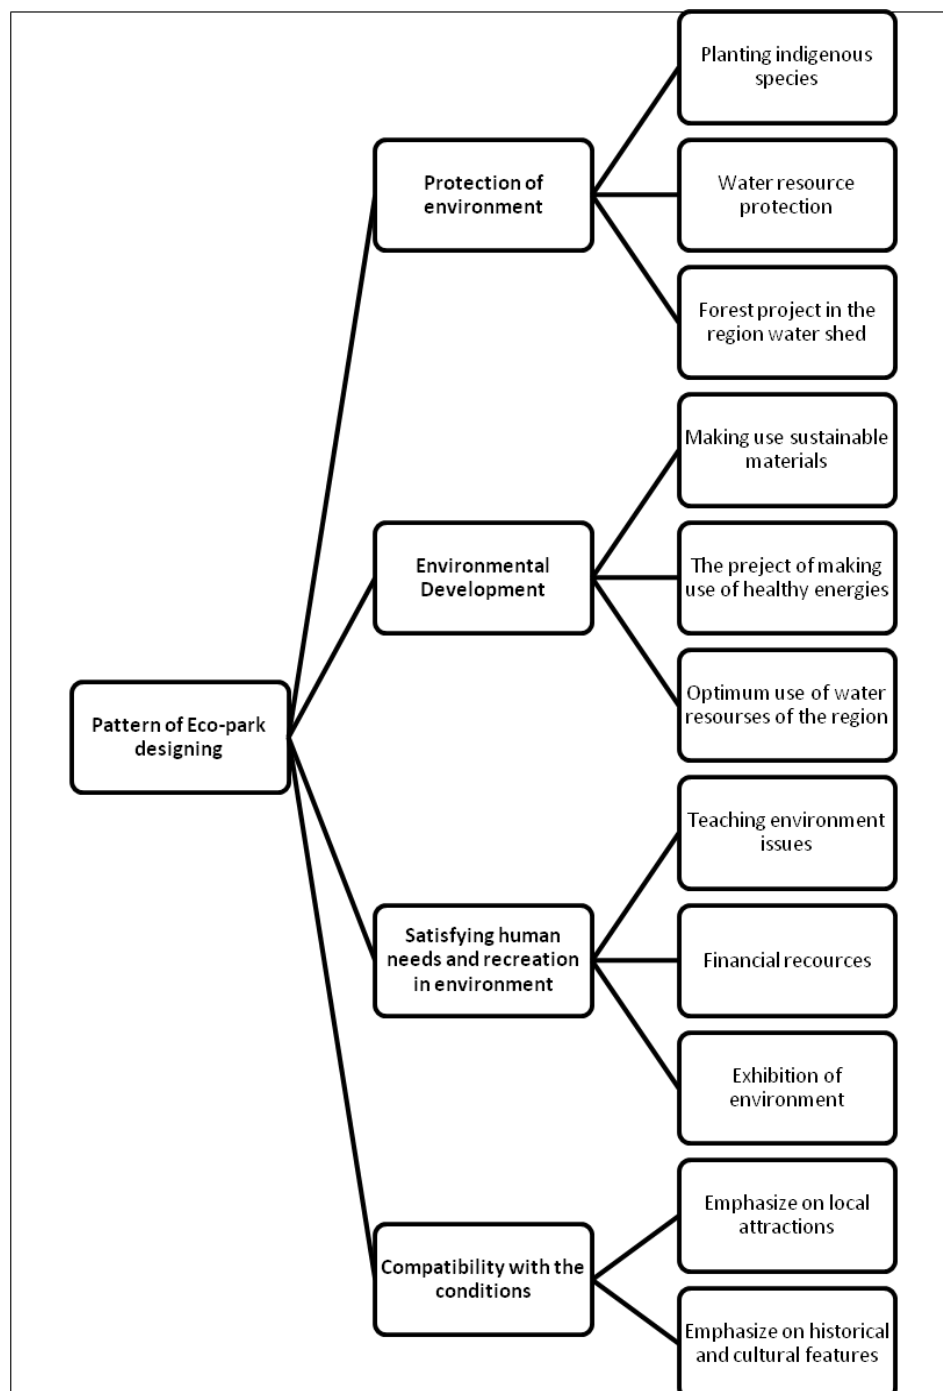 Planting indigenous
species
Protection of
environment
Water resource
protection
Forest project in the
region water shed
Making use sustainable
materials
Environmental
Development
The preject of making
use of healthy energies
Optimum use of water
resourses of the region
Pattern of Eco-park
designing
Teaching environment
issues
Satisfying human
needs and recreation
in environment
Financial recources
Exhibition of
environment
Emphasize on local
attractions
Compatibility with the
conditions
Emphasize on historical
and cultural features